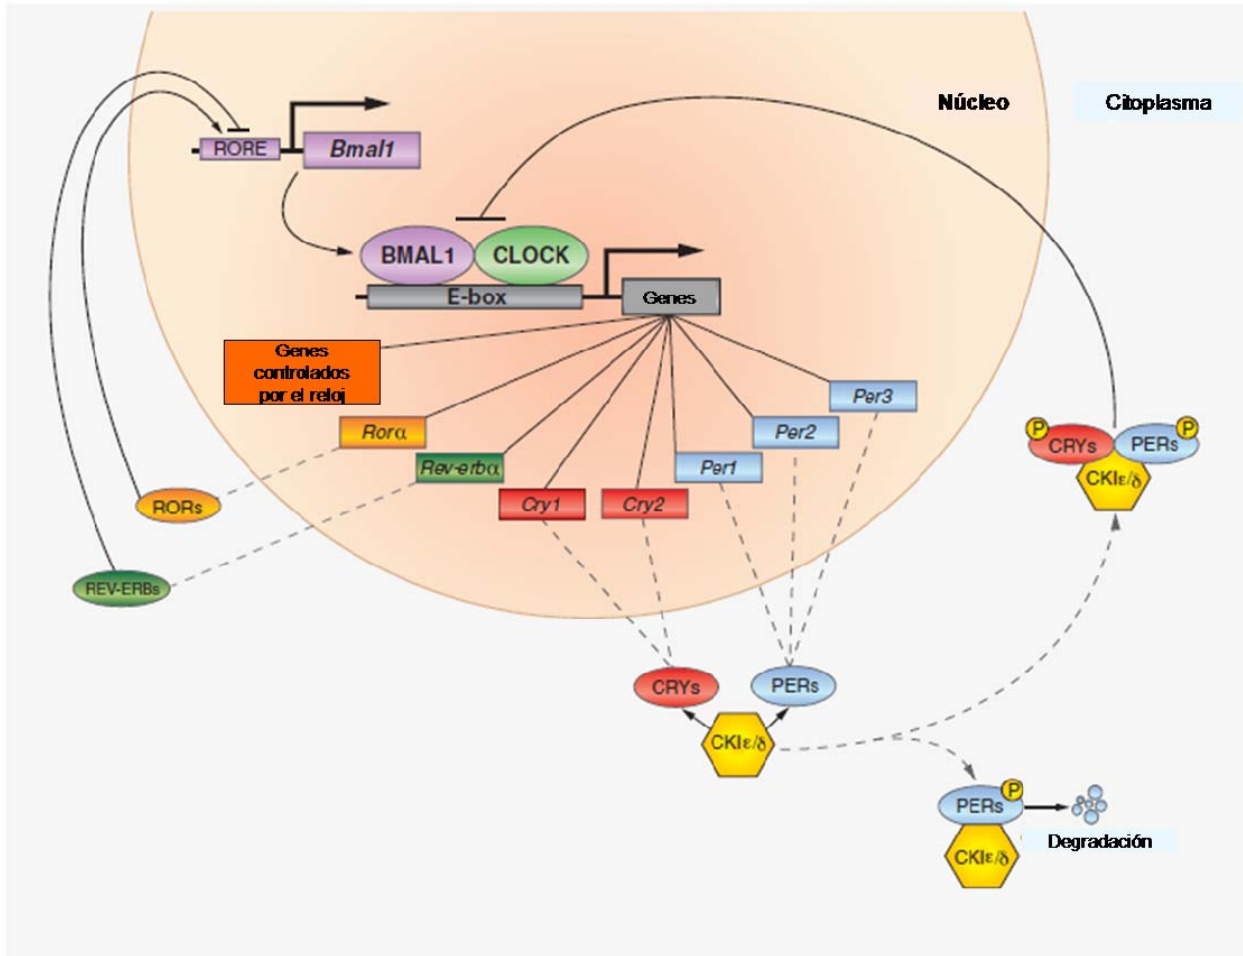 Núcleo
Citoplasma
RORE
Bmal1
BMAL1
CLOCK
E-box
Genes
Genes
controlados
por el reloj
Per3
Rorα
Per2
Rev-erbα
Per1
Cry1
Cry2
P
P
CRYs
PERs
CKIε/δ
RORs
REV-ERBs
CRYs
PERs
CKIε/δ
P
PERs
CKIε/δ
Degradación